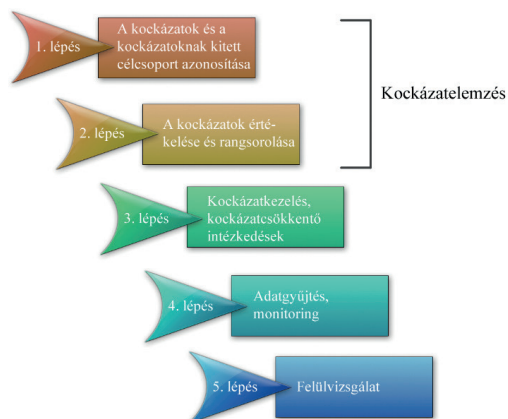 1. lépés
A kockázatok és a
kockázatoknak kitett
célcsoport azonosítása
Kockázatelemzés
2. lépés
A kockázatok érté-
kelése és rangsorolása
3. lépés
Kockázatkezelés,
kockázatcsökkentő
intézkedések
4. lépés
Adatgyűjtés,
monitoring
5. lépés
Felülvizsgálat